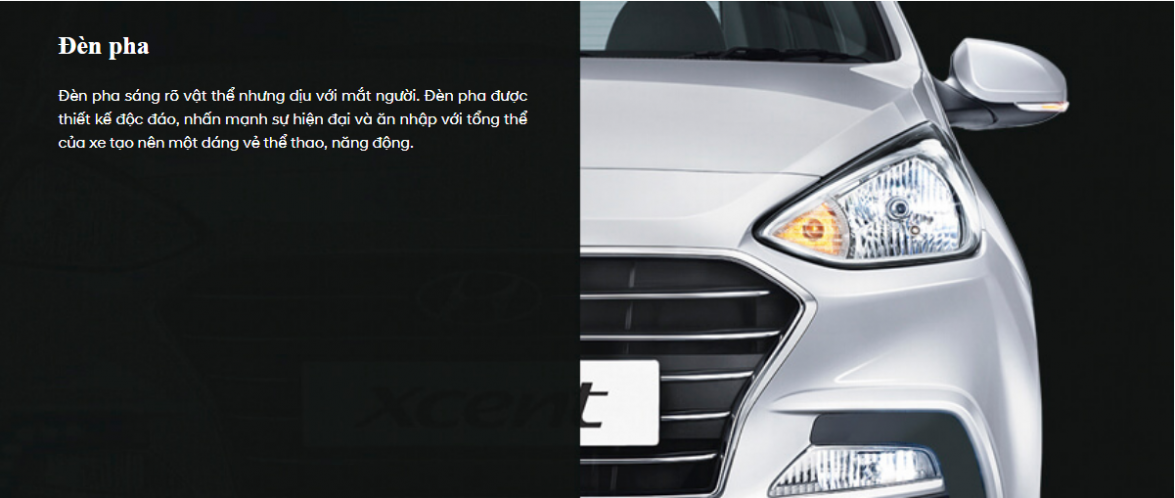 Đèn pha
Đèn pha sáng rõ vật thể nhưng dịu với mắt người. Đèn pha được
thiết kế độc đáo, nhấn mạnh sự hiện đại và ăn nhập với tổng thể
của xe tạo nên một dáng vẻ thể thao, năng động.
xcent